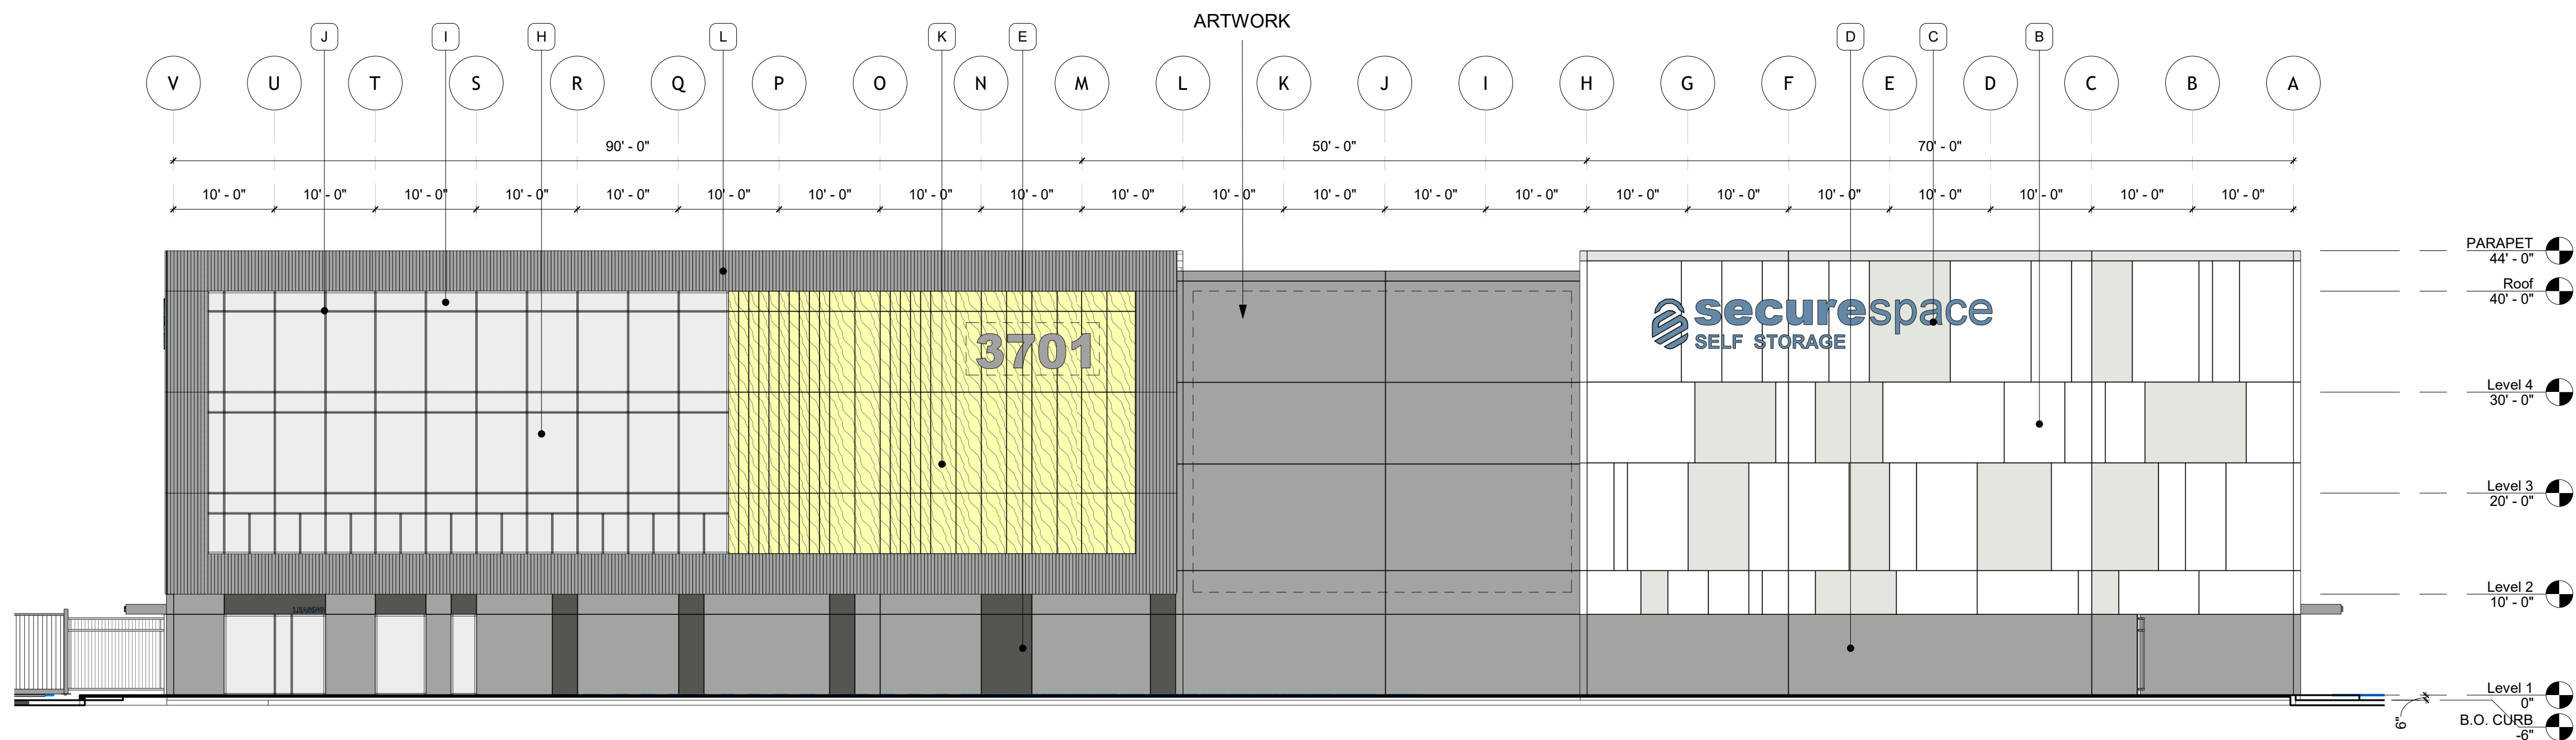 ARTWORK
J I H L K E D C B
V U T S R Q P O N M L K J I H G F E D C B A
90' - 0" 50' - 0" 70' - 0"
10' - 0" 10' - 0" 10' - 0" 10' - 0" 10' - 0" 10' - 0" 10' - 0" 10' - 0" 10' - 0" 10' - 0" 10' - 0" 10' - 0" 10' - 0" 10' - 0" 10' - 0" 10' - 0" 10' - 0" 10' - 0" 10' - 0" 10' - 0" 10' - 0"
PARAPET
44' - 0"
Roof
40' - 0"
securespace
SELF STORAGE
3701
Level 4
30' - 0"
Level 3
20' - 0"
Level 2
10' - 0"
Level 1
0"
6"
B.O. CURB
-6"